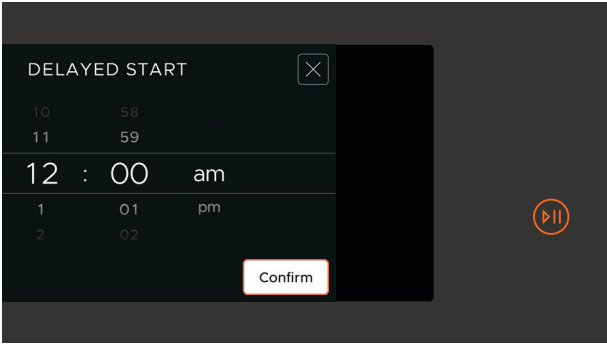 DELAYED START
10 58
11 59
12 : 00 am
1 01 pm
2 02
Confirm